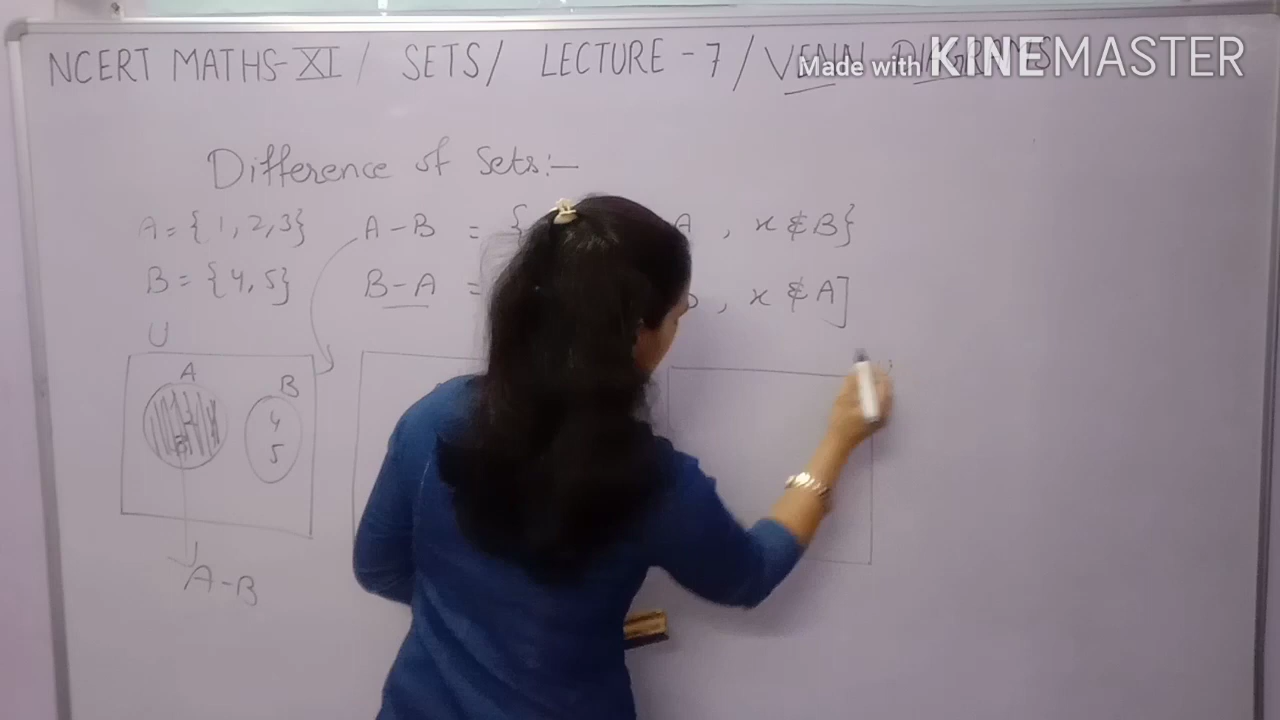 NCERT MATHS-XI / SETS / LECTURE - 7 / VENN DIAGRAMS
Made with KINEMASTER
Difference of Sets:-
A = { 1, 2, 3} A - B = { A , x ∉ B}
B = {4, 5} B - A = , x ∉ A]
U
A
B
4
5
A - B